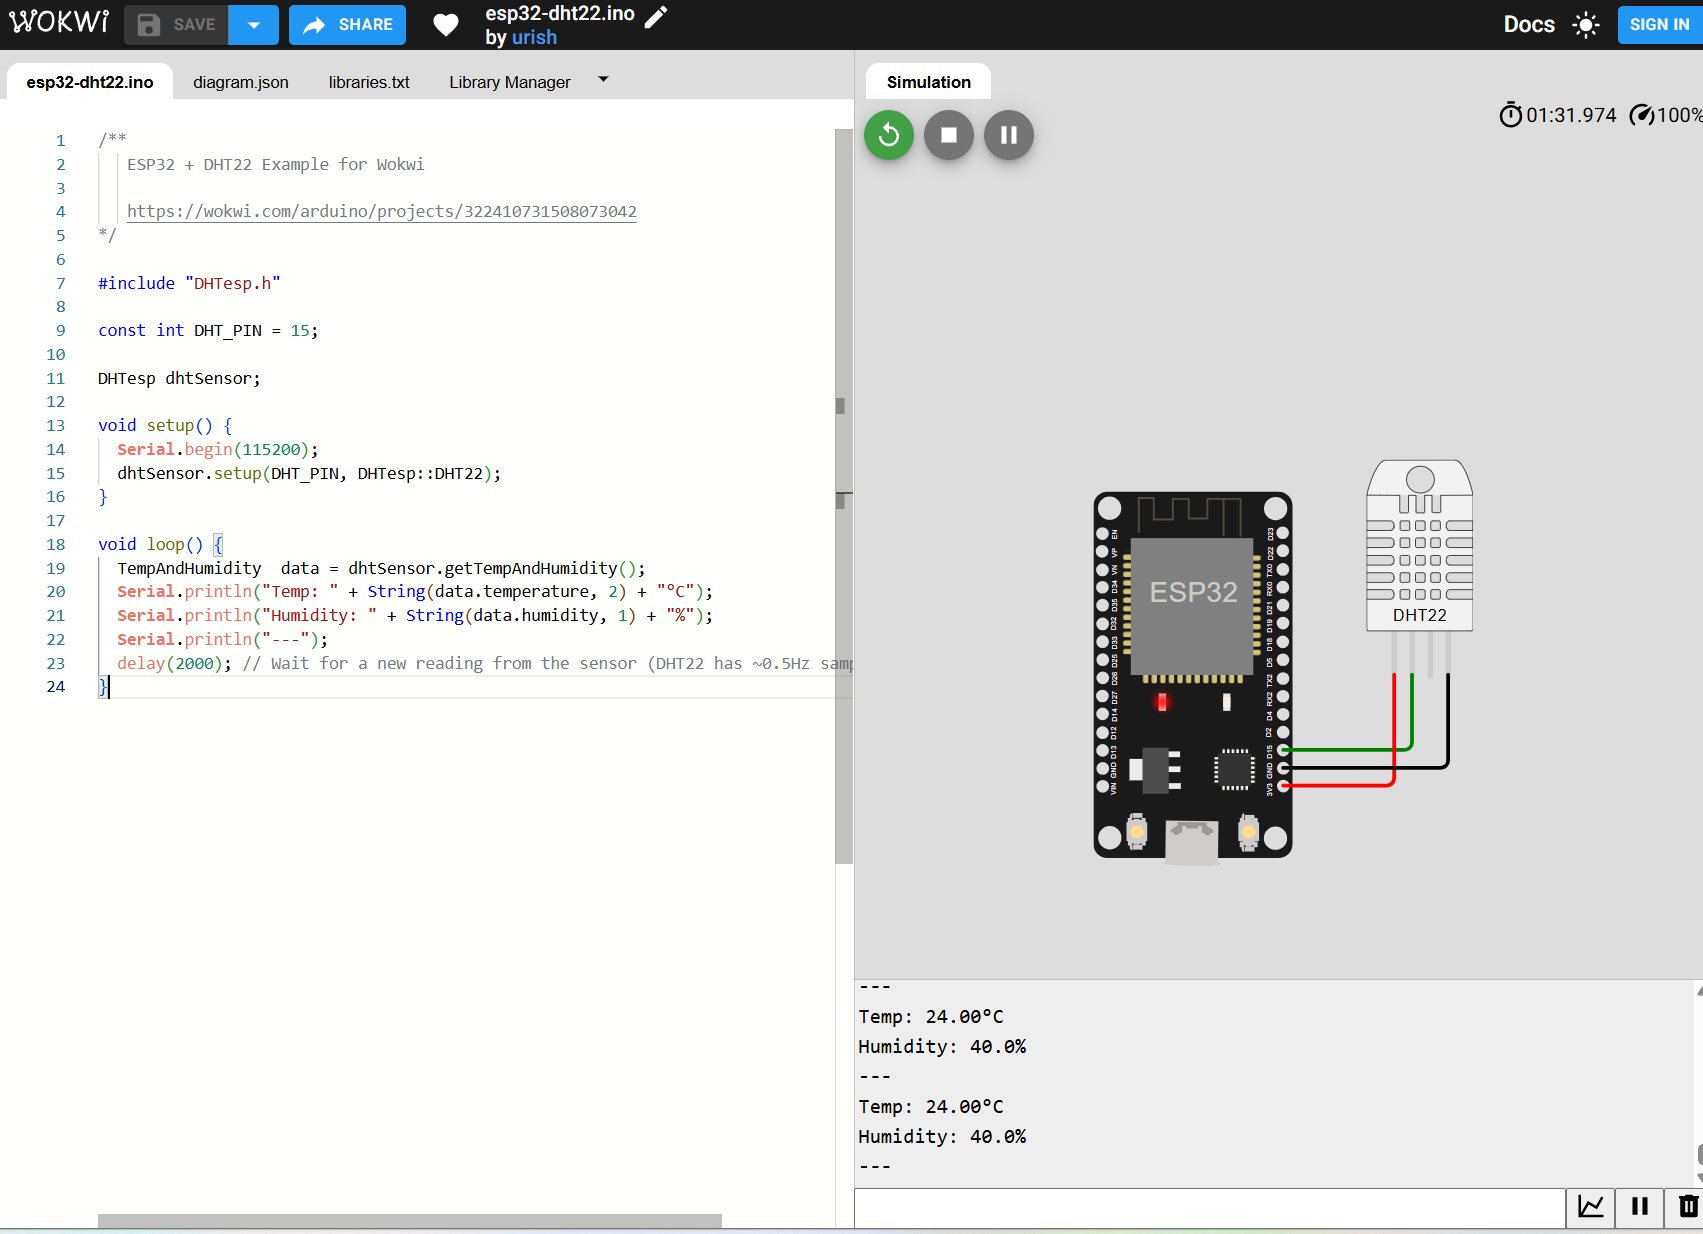 WOKWi
SAVE
SHARE
esp32-dht22.ino
by urish
Docs
SIGN IN
esp32-dht22.ino
diagram.json
libraries.txt
Library Manager
Simulation
01:31.974
100%
1 /**
2 ESP32 + DHT22 Example for Wokwi
3
4 https://wokwi.com/arduino/projects/322410731508073042
5 */
6
7 #include "DHTesp.h"
8
9 const int DHT_PIN = 15;
10
11 DHTesp dhtSensor;
12
13 void setup() {
14 Serial.begin(115200);
15 dhtSensor.setup(DHT_PIN, DHTesp::DHT22);
16 }
17
18 void loop() {
19 TempAndHumidity  data = dhtSensor.getTempAndHumidity();
20 Serial.println("Temp: " + String(data.temperature, 2) + "°C");
21 Serial.println("Humidity: " + String(data.humidity, 1) + "%");
22 Serial.println("---");
23 delay(2000); // Wait for a new reading from the sensor (DHT22 has ~0.5Hz samp
24 }
ESP32
EN
VP
VN
D34
D35
D32
D33
D25
D26
D27
D14
D12
D13
GND
VIN
D23
D22
TX0
RX0
D21
D19
D18
D5
TX2
RX2
D4
D2
D15
GND
3V3
DHT22
---
Temp: 24.00°C
Humidity: 40.0%
---
Temp: 24.00°C
Humidity: 40.0%
---